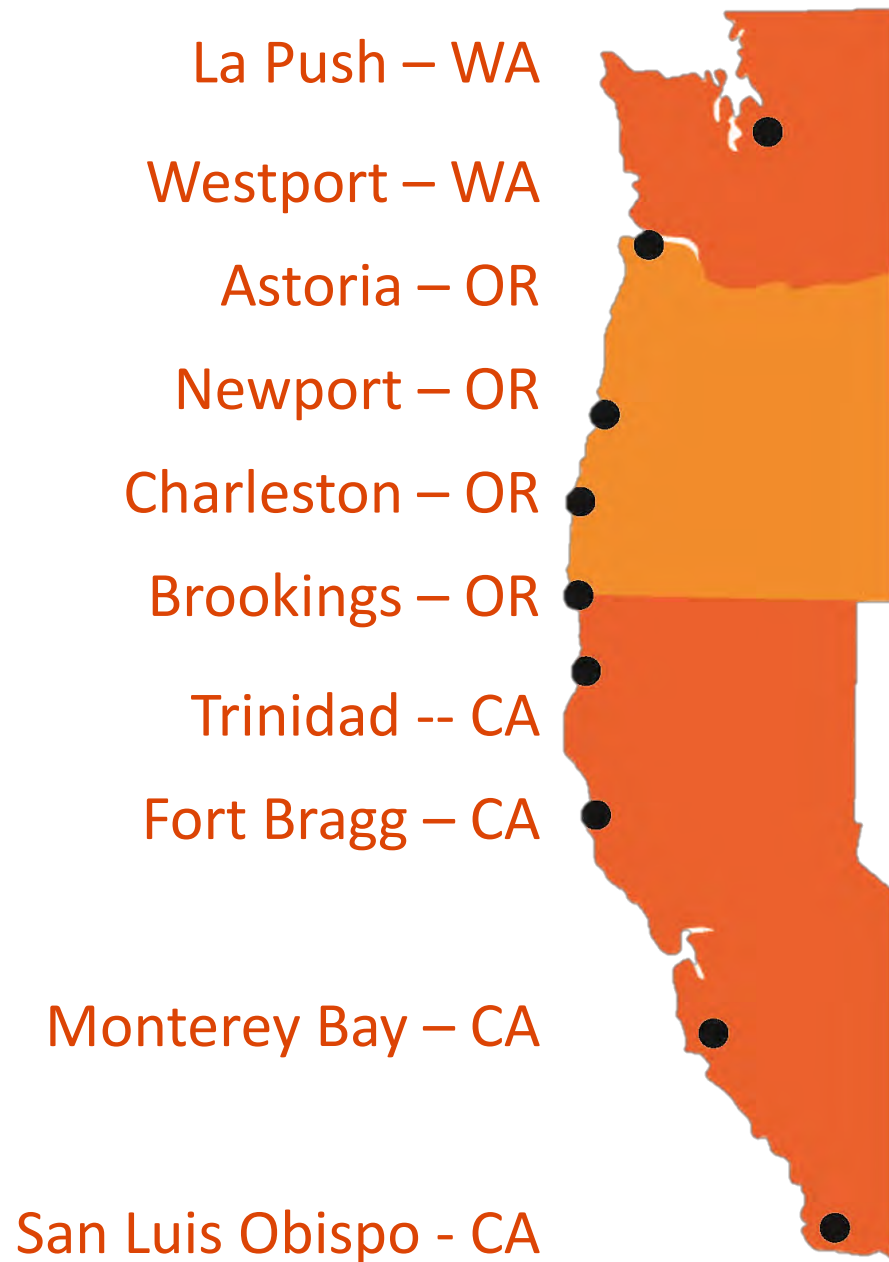 La Push – WA
Westport – WA
Astoria – OR
Newport – OR
Charleston – OR
Brookings – OR
Trinidad -- CA
Fort Bragg – CA
Monterey Bay – CA
San Luis Obispo - CA